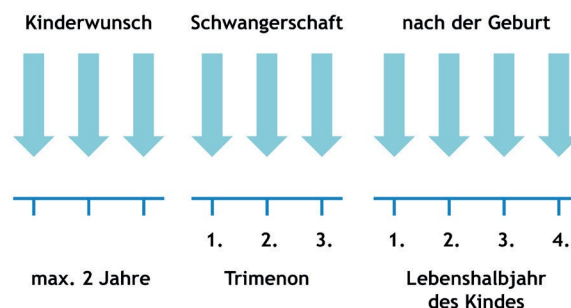 Kinderwunsch
Schwangerschaft
nach der Geburt
1. 2. 3.
1. 2. 3. 4.
max. 2 Jahre
Trimenon
Lebenshalbjahr
des Kindes